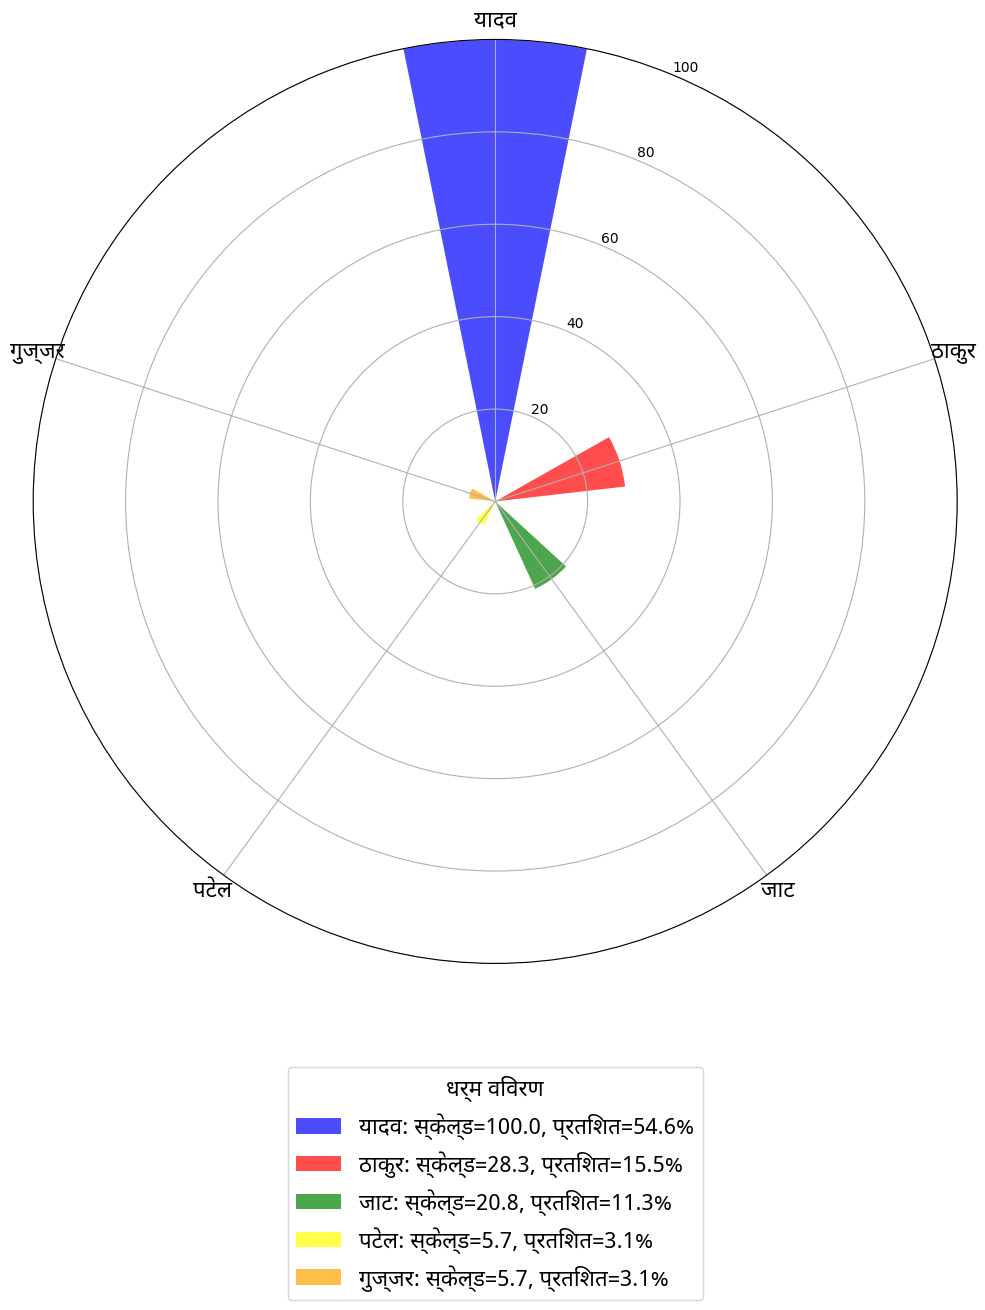 यादव
100
80
60
40
20
गुज्जर
ठाकुर
पटेल
जाट
धर्म विवरण
यादव: स्केल्ड=100.0, प्रतिशत=54.6%
ठाकुर: स्केल्ड=28.3, प्रतिशत=15.5%
जाट: स्केल्ड=20.8, प्रतिशत=11.3%
पटेल: स्केल्ड=5.7, प्रतिशत=3.1%
गुज्जर: स्केल्ड=5.7, प्रतिशत=3.1%